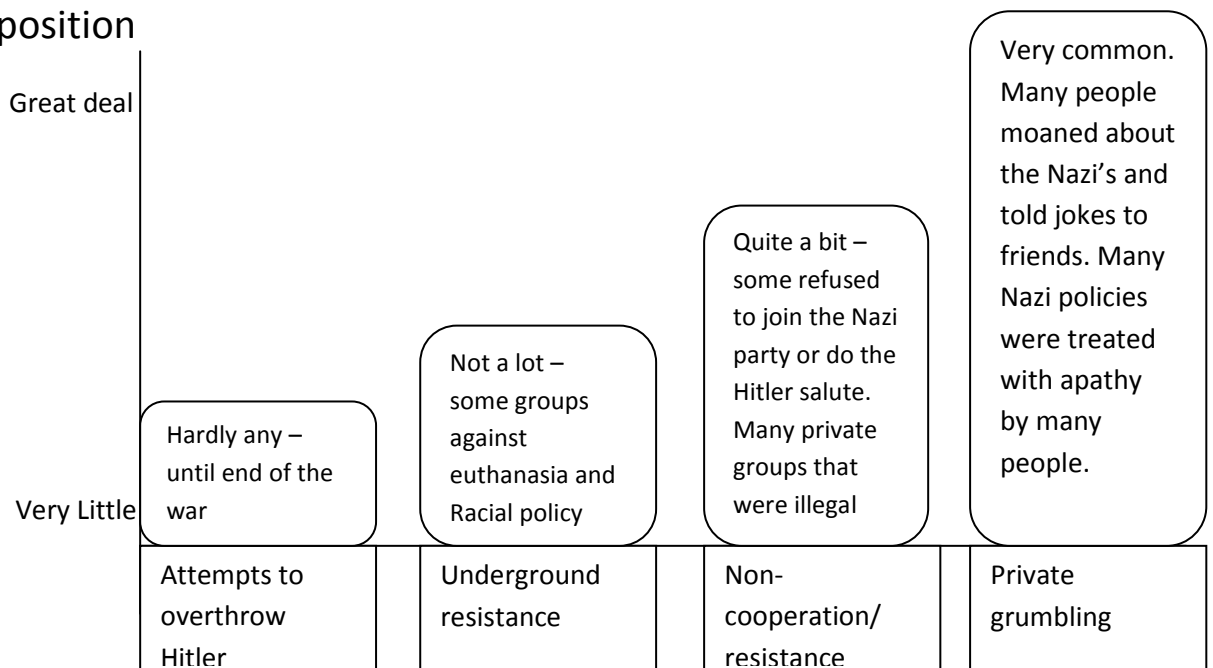 position
Great deal
Very Little
Hardly any –
until end of the
war
Not a lot –
some groups
against
euthanasia and
Racial policy
Quite a bit –
some refused
to join the Nazi
party or do the
Hitler salute.
Many private
groups that
were illegal
Very common.
Many people
moaned about
the Nazi’s and
told jokes to
friends. Many
Nazi policies
were treated
with apathy
by many
people.
Attempts to
overthrow
Hitler
Underground
resistance
Non-
cooperation/
resistance
Private
grumbling